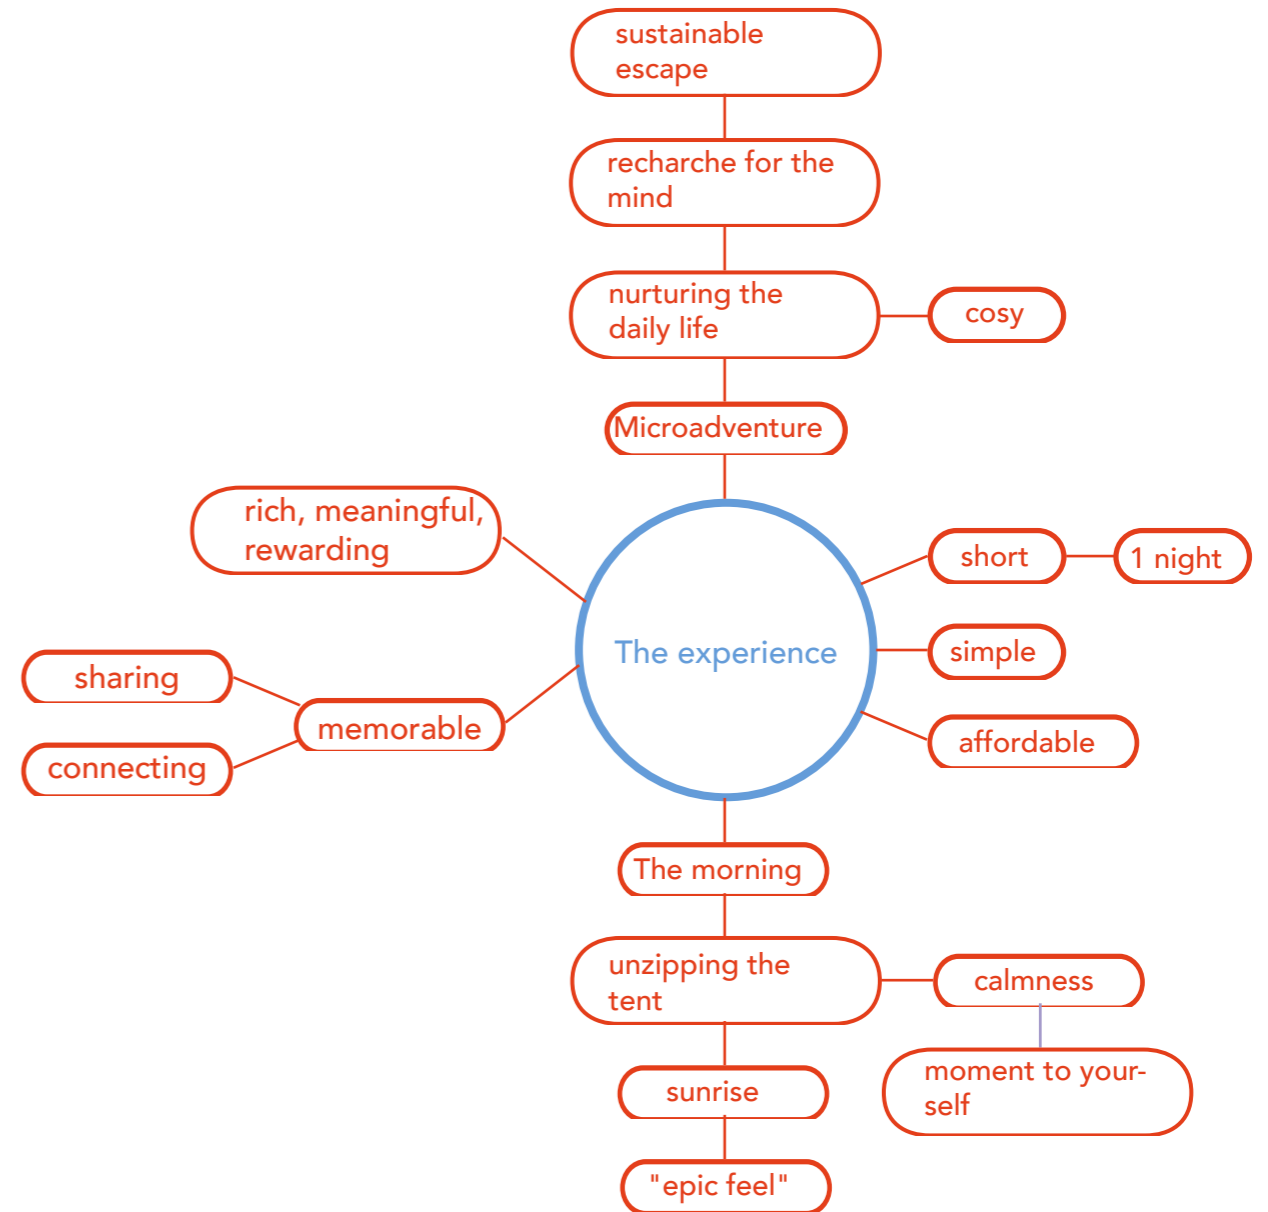 sustainable
escape
recharche for the
mind
nurturing the
daily life
cosy
Microadventure
rich, meaningful,
rewarding
short
1 night
The experience
simple
sharing
memorable
affordable
connecting
The morning
unzipping the
tent
calmness
moment to your-
self
sunrise
"epic feel"